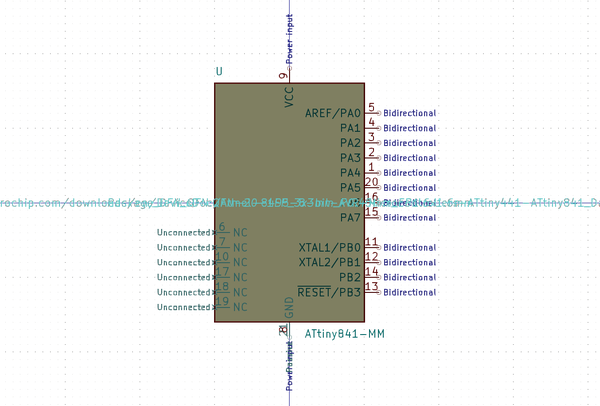 Power input
9
U
VCC
AREF/PA0 5 Bidirectional
PA1 4 Bidirectional
PA2 3 Bidirectional
PA3 2 Bidirectional
PA4 1 Bidirectional
PA5 20 Bidirectional
ATtiny441
PA7 15 Bidirectional
Unconnected 6 NC
Unconnected 7 NC XTAL1/PB0 11 Bidirectional
Unconnected 10 NC XTAL2/PB1 12 Bidirectional
Unconnected 17 NC PB2 14 Bidirectional
Unconnected 18 NC RESET/PB3 13 Bidirectional
Unconnected 19 NC
GND
8
ATtiny841-MM
Power input